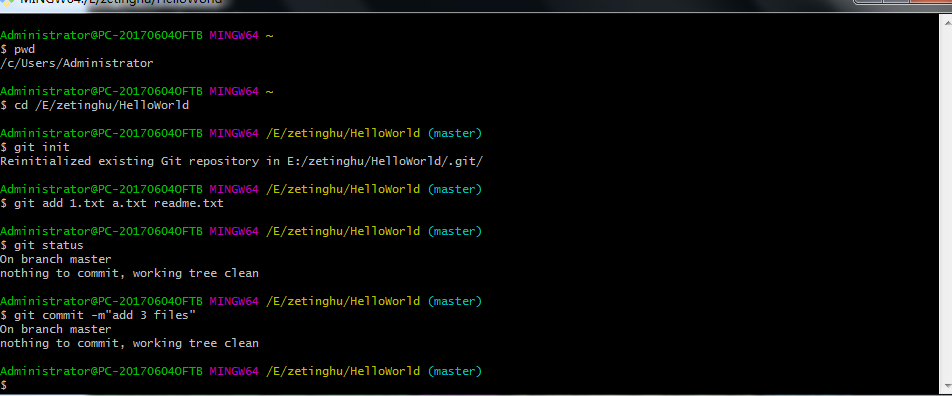 MINGW64:/E/zetinghu/HelloWorld
Administrator@PC-20170604OFTB MINGW64 ~
$ pwd
/c/Users/Administrator
Administrator@PC-20170604OFTB MINGW64 ~
$ cd /E/zetinghu/HelloWorld
Administrator@PC-20170604OFTB MINGW64 /E/zetinghu/HelloWorld (master)
$ git init
Reinitialized existing Git repository in E:/zetinghu/HelloWorld/.git/
Administrator@PC-20170604OFTB MINGW64 /E/zetinghu/HelloWorld (master)
$ git add 1.txt a.txt readme.txt
Administrator@PC-20170604OFTB MINGW64 /E/zetinghu/HelloWorld (master)
$ git status
On branch master
nothing to commit, working tree clean
Administrator@PC-20170604OFTB MINGW64 /E/zetinghu/HelloWorld (master)
$ git commit -m"add 3 files"
On branch master
nothing to commit, working tree clean
Administrator@PC-20170604OFTB MINGW64 /E/zetinghu/HelloWorld (master)
$